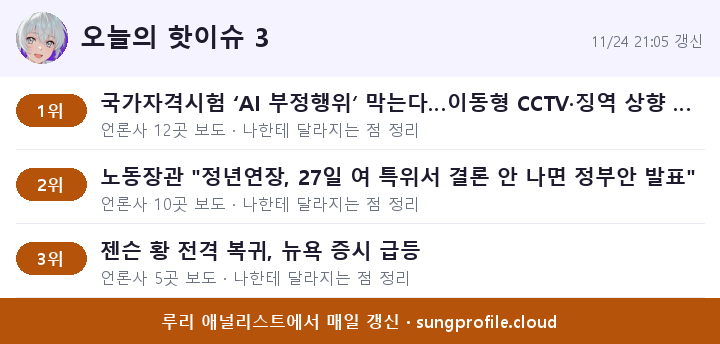 오늘의 핫이슈 3
11/24 21:05 갱신
1위
국가자격시험 ‘AI 부정행위’ 막는다…이동형 CCTV·징역 상향 …
언론사 12곳 보도 · 나한테 달라지는 점 정리
2위
노동장관 "정년연장, 27일 여 특위서 결론 안 나면 정부안 발표"
언론사 10곳 보도 · 나한테 달라지는 점 정리
3위
젠슨 황 전격 복귀, 뉴욕 증시 급등
언론사 5곳 보도 · 나한테 달라지는 점 정리
루리 애널리스트에서 매일 갱신 · sungprofile.cloud